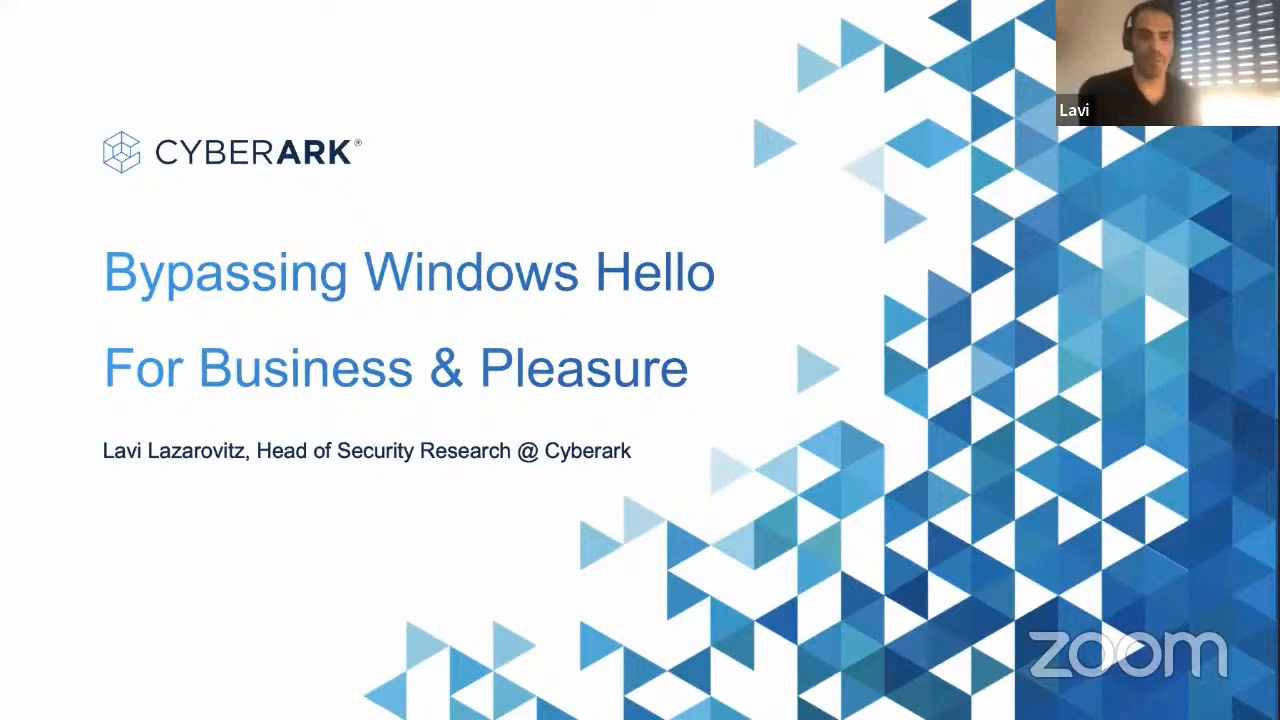 Lavi
CYBERARK®
Bypassing Windows Hello
For Business & Pleasure
Lavi Lazarovitz, Head of Security Research @ Cyberark
zoom